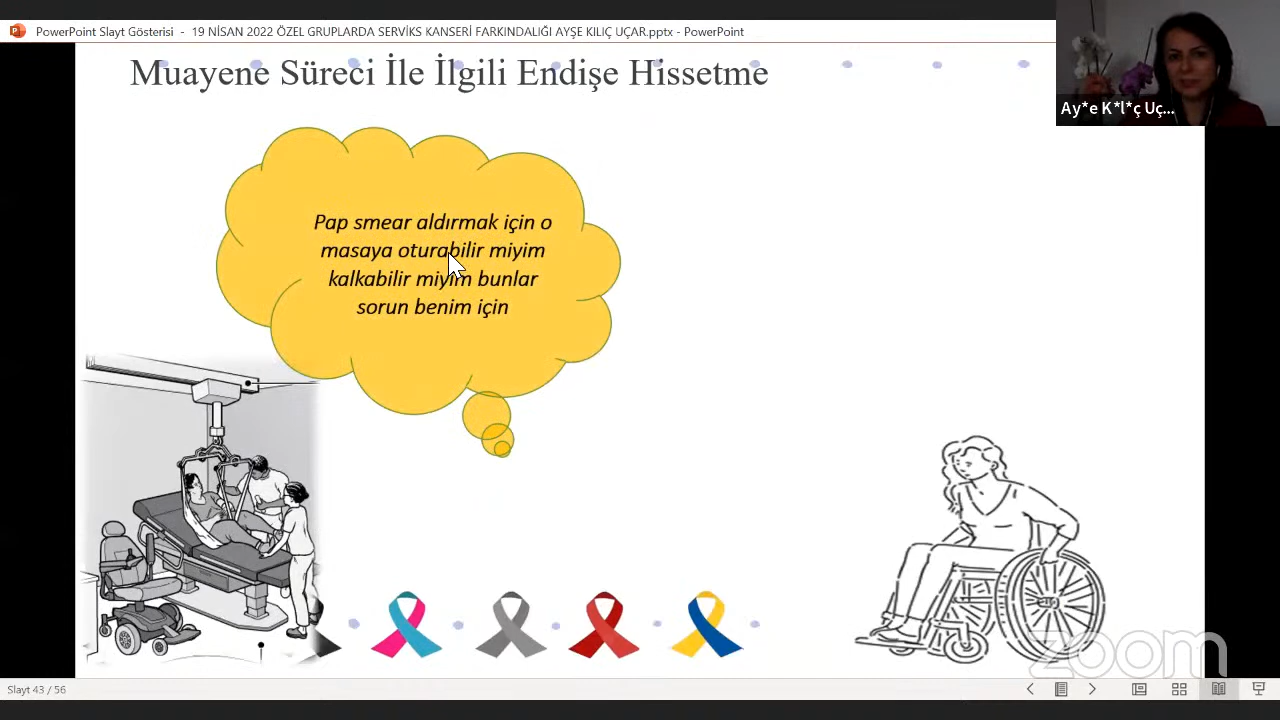 PowerPoint Slayt Gösterisi - 19 NİSAN 2022 ÖZEL GRUPLARDA SERVİKS KANSERİ FARKINDALIĞI AYŞE KILIÇ UÇAR.pptx - PowerPoint
Muayene Süreci İle İlgili Endişe Hissetme
Ay*e K*l*ç Uç...
Pap smear aldırmak için o
masaya oturabilir miyim
kalkabilir miyim bunlar
sorun benim için
zoom
Slayt 43 / 56